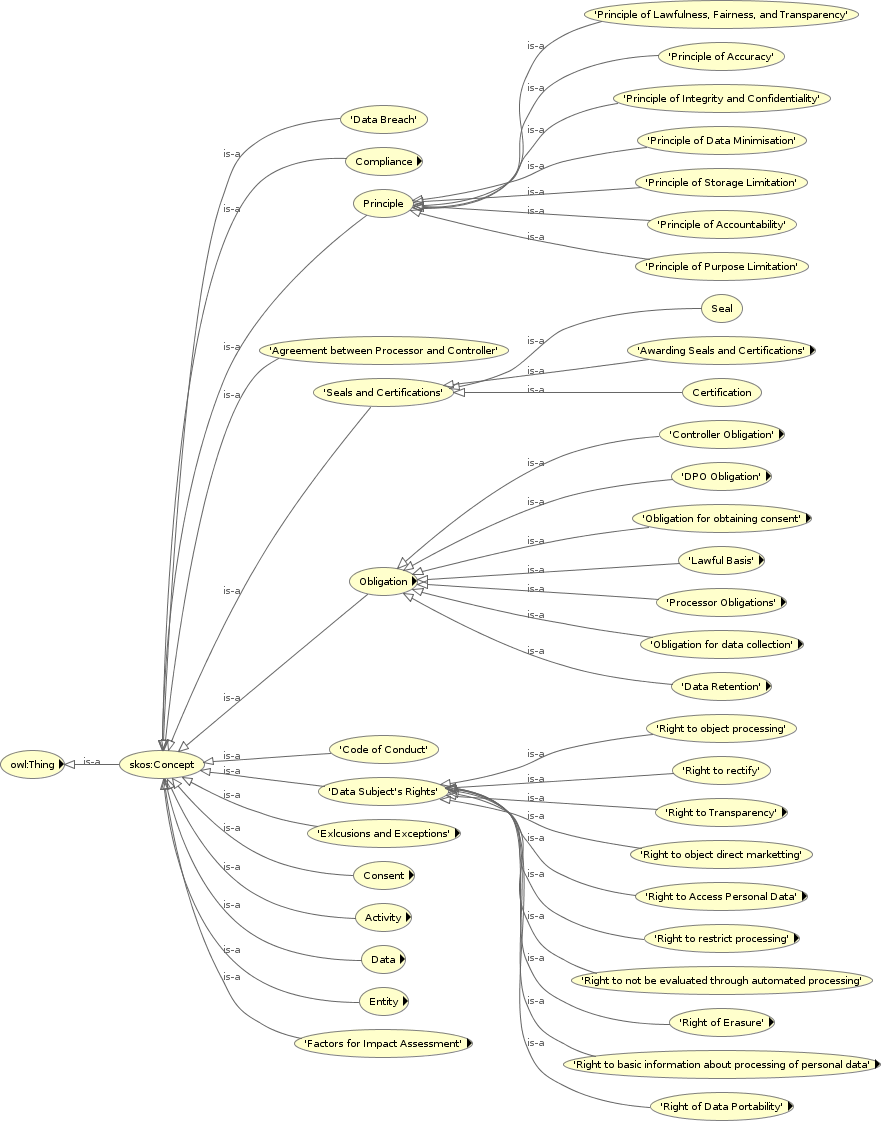 owl:Thing
is-a
skos:Concept
is-a
'Data Breach'
is-a
Compliance
is-a
Principle
is-a
'Principle of Lawfulness, Fairness, and Transparency'
is-a
'Principle of Accuracy'
is-a
'Principle of Integrity and Confidentiality'
is-a
'Principle of Data Minimisation'
is-a
'Principle of Storage Limitation'
is-a
'Principle of Accountability'
is-a
'Principle of Purpose Limitation'
is-a
'Agreement between Processor and Controller'
is-a
'Seals and Certifications'
is-a
Seal
is-a
'Awarding Seals and Certifications'
is-a
Certification
is-a
Obligation
is-a
'Controller Obligation'
is-a
'DPO Obligation'
is-a
'Obligation for obtaining consent'
is-a
'Lawful Basis'
is-a
'Processor Obligations'
is-a
'Obligation for data collection'
is-a
'Data Retention'
is-a
'Code of Conduct'
is-a
'Data Subject's Rights'
is-a
'Right to object processing'
is-a
'Right to rectify'
is-a
'Right to Transparency'
is-a
'Right to object direct marketting'
is-a
'Right to Access Personal Data'
is-a
'Right to restrict processing'
is-a
'Right to not be evaluated through automated processing'
is-a
'Right of Erasure'
is-a
'Right to basic information about processing of personal data'
is-a
'Right of Data Portability'
is-a
'Exlcusions and Exceptions'
is-a
Consent
is-a
Activity
is-a
Data
is-a
Entity
is-a
'Factors for Impact Assessment'